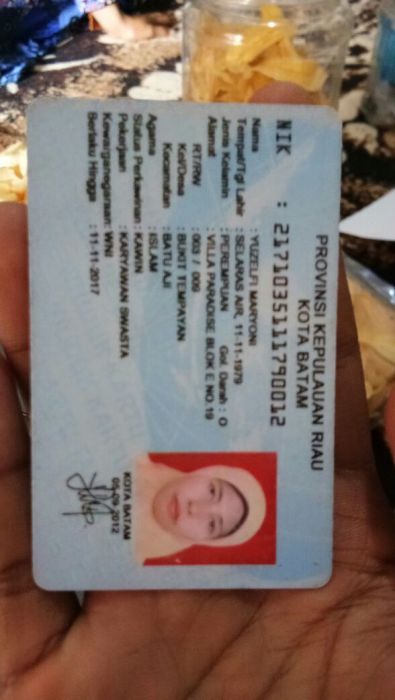 PROVINSI KEPULAUAN RIAU
KOTA BATAM
NIK : 2171035111790012
Nama : YUZELFI MARYONI
Tempat/Tgl Lahir : SELARAS AIR, 11-11-1979
Jenis Kelamin : PEREMPUAN Gol. Darah : O
Alamat : VILLA PARADISE BLOK E NO.19
RT/RW : 003 / 009
Kel/Desa : BUKIT TEMPAYAN
Kecamatan : BATU AJI
Agama : ISLAM
Status Perkawinan : KAWIN
Pekerjaan : KARYAWAN SWASTA
Kewarganegaraan: WNI
Berlaku Hingga : 11-11-2017
KOTA BATAM
05-09-2012